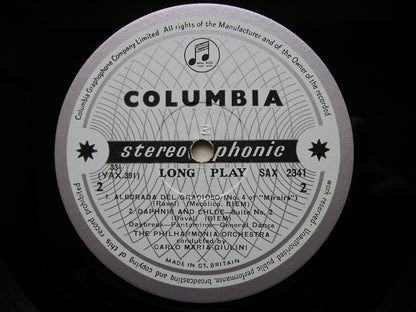 Columbia Graphophone Company Limited All rights of the Manufacturer and of the Owner of the recorded
work reserved. Unauthorised public performance, broadcasting and copying of this record prohibited
COLUMBIA
stereophonic
33⅓
(YAX.391) LONG PLAY SAX 2341
2 2
1. ALBORADA DEL GRACIOSO (No. 4 of "Miroirs")
(Ravel) (Mecolico, BIEM)
2. DAPHNIS AND CHLOE—Suite No. 2
(Ravel) (BIEM)
Daybreak—Pantomime—General Dance
THE PHILHARMONIA ORCHESTRA
conducted by
CARLO MARIA GIULINI
MADE IN GT. BRITAIN